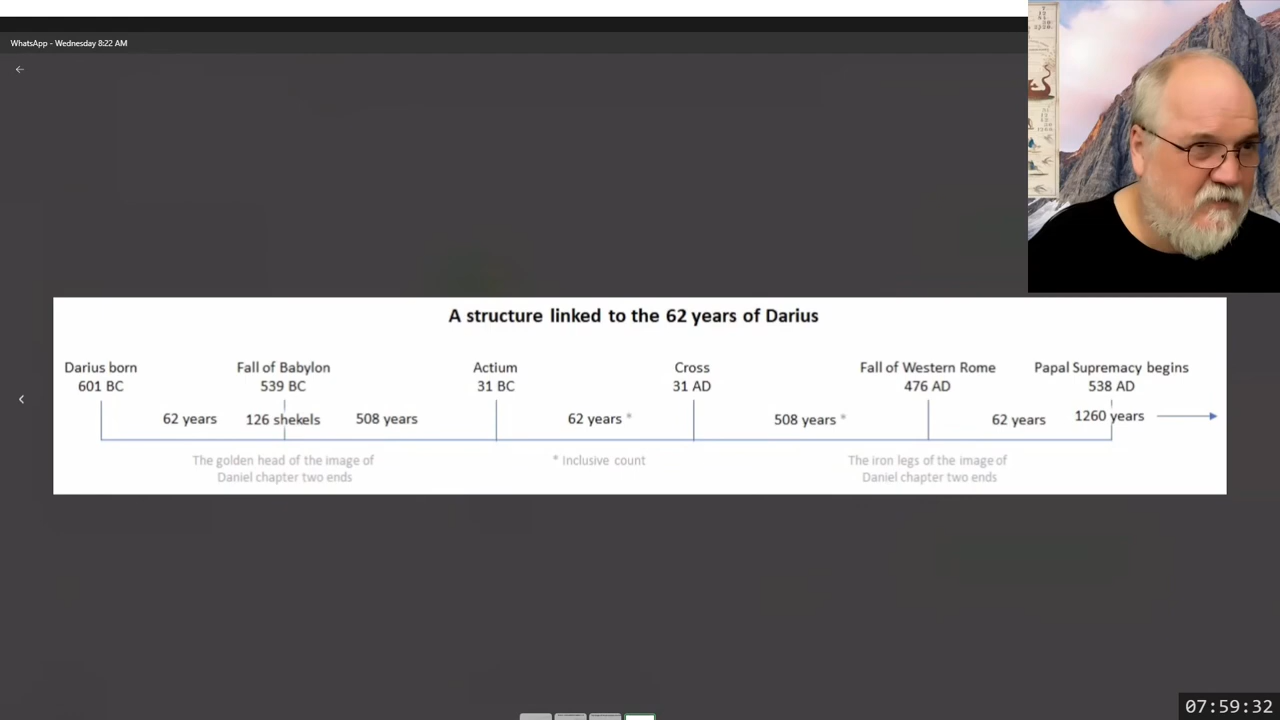 WhatsApp - Wednesday 8:22 AM
A structure linked to the 62 years of Darius
Darius born
601 BC
Fall of Babylon
539 BC
Actium
31 BC
Cross
31 AD
Fall of Western Rome
476 AD
Papal Supremacy begins
538 AD
62 years
126 shekels
508 years
62 years *
508 years *
62 years
1260 years
The golden head of the image of
Daniel chapter two ends
* Inclusive count
The iron legs of the image of
Daniel chapter two ends
07:59:32